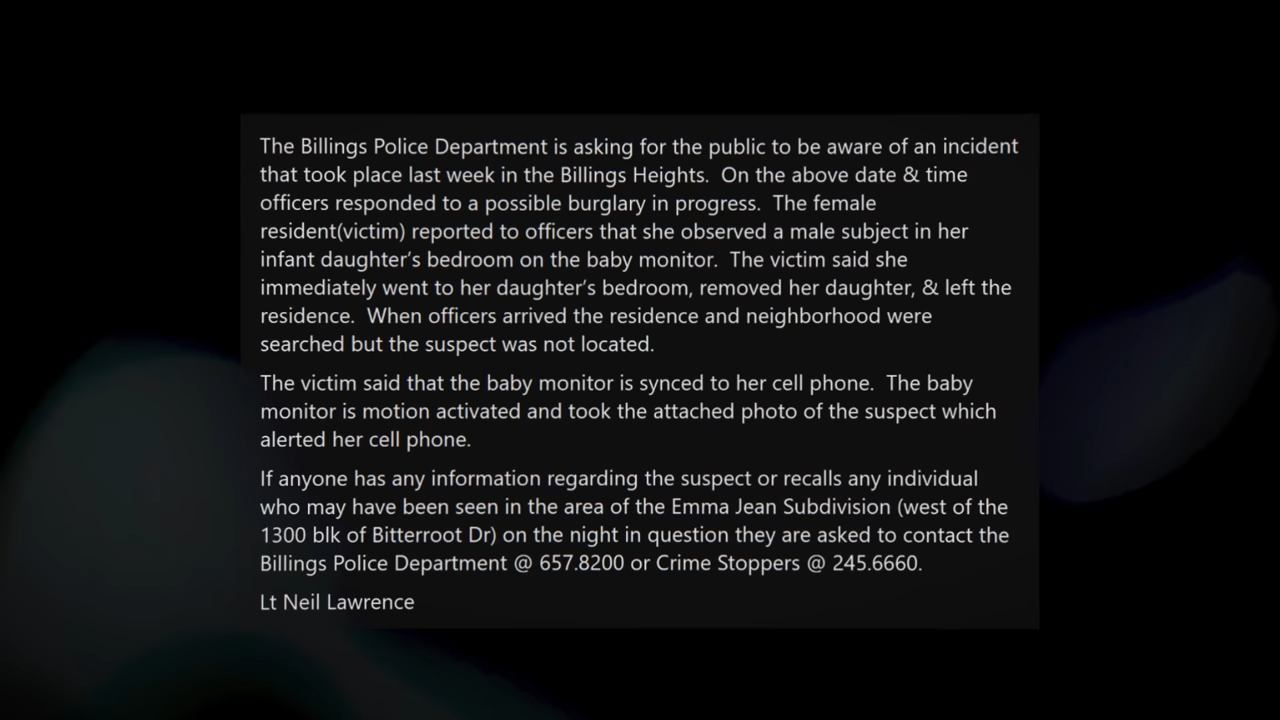 The Billings Police Department is asking for the public to be aware of an incident
that took place last week in the Billings Heights.  On the above date & time
officers responded to a possible burglary in progress.  The female
resident(victim) reported to officers that she observed a male subject in her
infant daughter's bedroom on the baby monitor.  The victim said she
immediately went to her daughter's bedroom, removed her daughter, & left the
residence.  When officers arrived the residence and neighborhood were
searched but the suspect was not located.
The victim said that the baby monitor is synced to her cell phone.  The baby
monitor is motion activated and took the attached photo of the suspect which
alerted her cell phone.
If anyone has any information regarding the suspect or recalls any individual
who may have been seen in the area of the Emma Jean Subdivision (west of the
1300 blk of Bitterroot Dr) on the night in question they are asked to contact the
Billings Police Department @ 657.8200 or Crime Stoppers @ 245.6660.
Lt Neil Lawrence